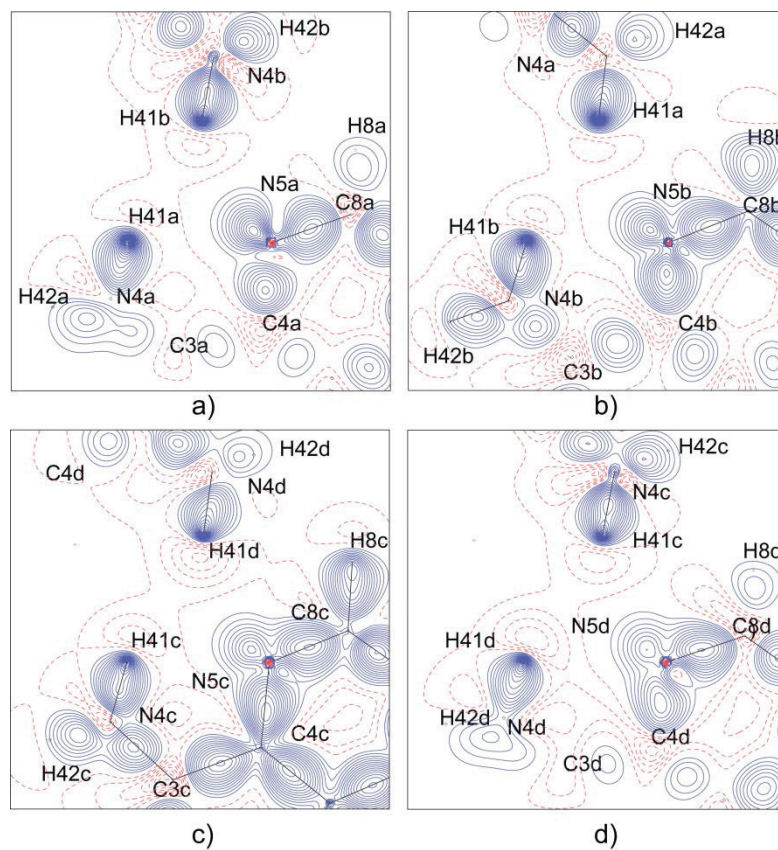 H42b
N4b
H41b
H8a
N5a
C8a
H41a
H42a
N4a
C4a
C3a
a)
H42a
N4a
H41a
H8b
N5b
C8b
H41b
N4b
C4b
H42b
C3b
b)
C4d
H42d
N4d
H41d
H8c
C8c
H41c
N5c
N4c
C4c
H42c
C3c
c)
H42c
N4c
H41c
H8d
N5d
C8d
H41d
H42d
N4d
C4d
C3d
d)